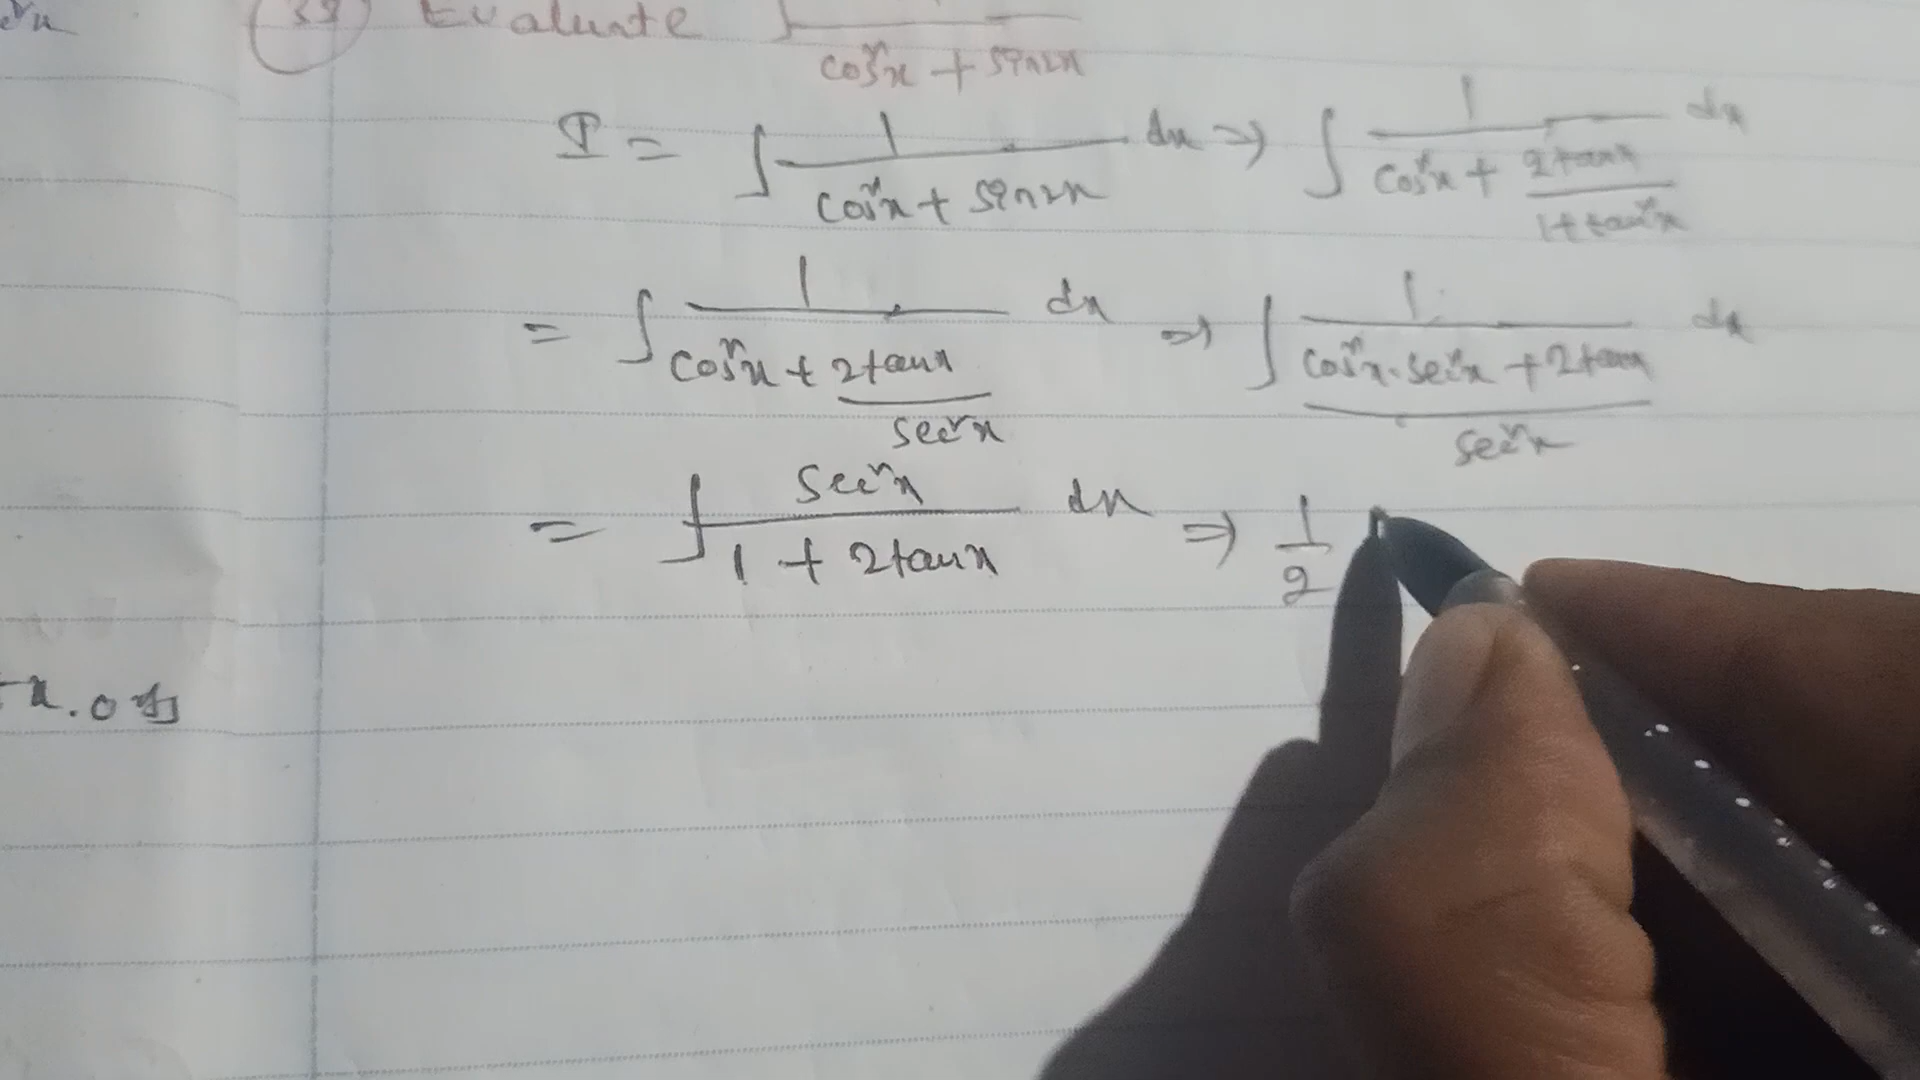 39 Evaluate ∫ ─── cos²x + sin2x
I = ∫ 1/(cos²x + sin2x) dx ⇒ ∫ 1/(cos²x + 2tanx/(1+tan²x)) dx
= ∫ 1/(cos²x + 2tanx/sec²x) dx ⇒ ∫ 1/((cos²x·sec²x + 2tanx)/sec²x) dx
= ∫ sec²x/(1 + 2tanx) dx ⇒ 1/2